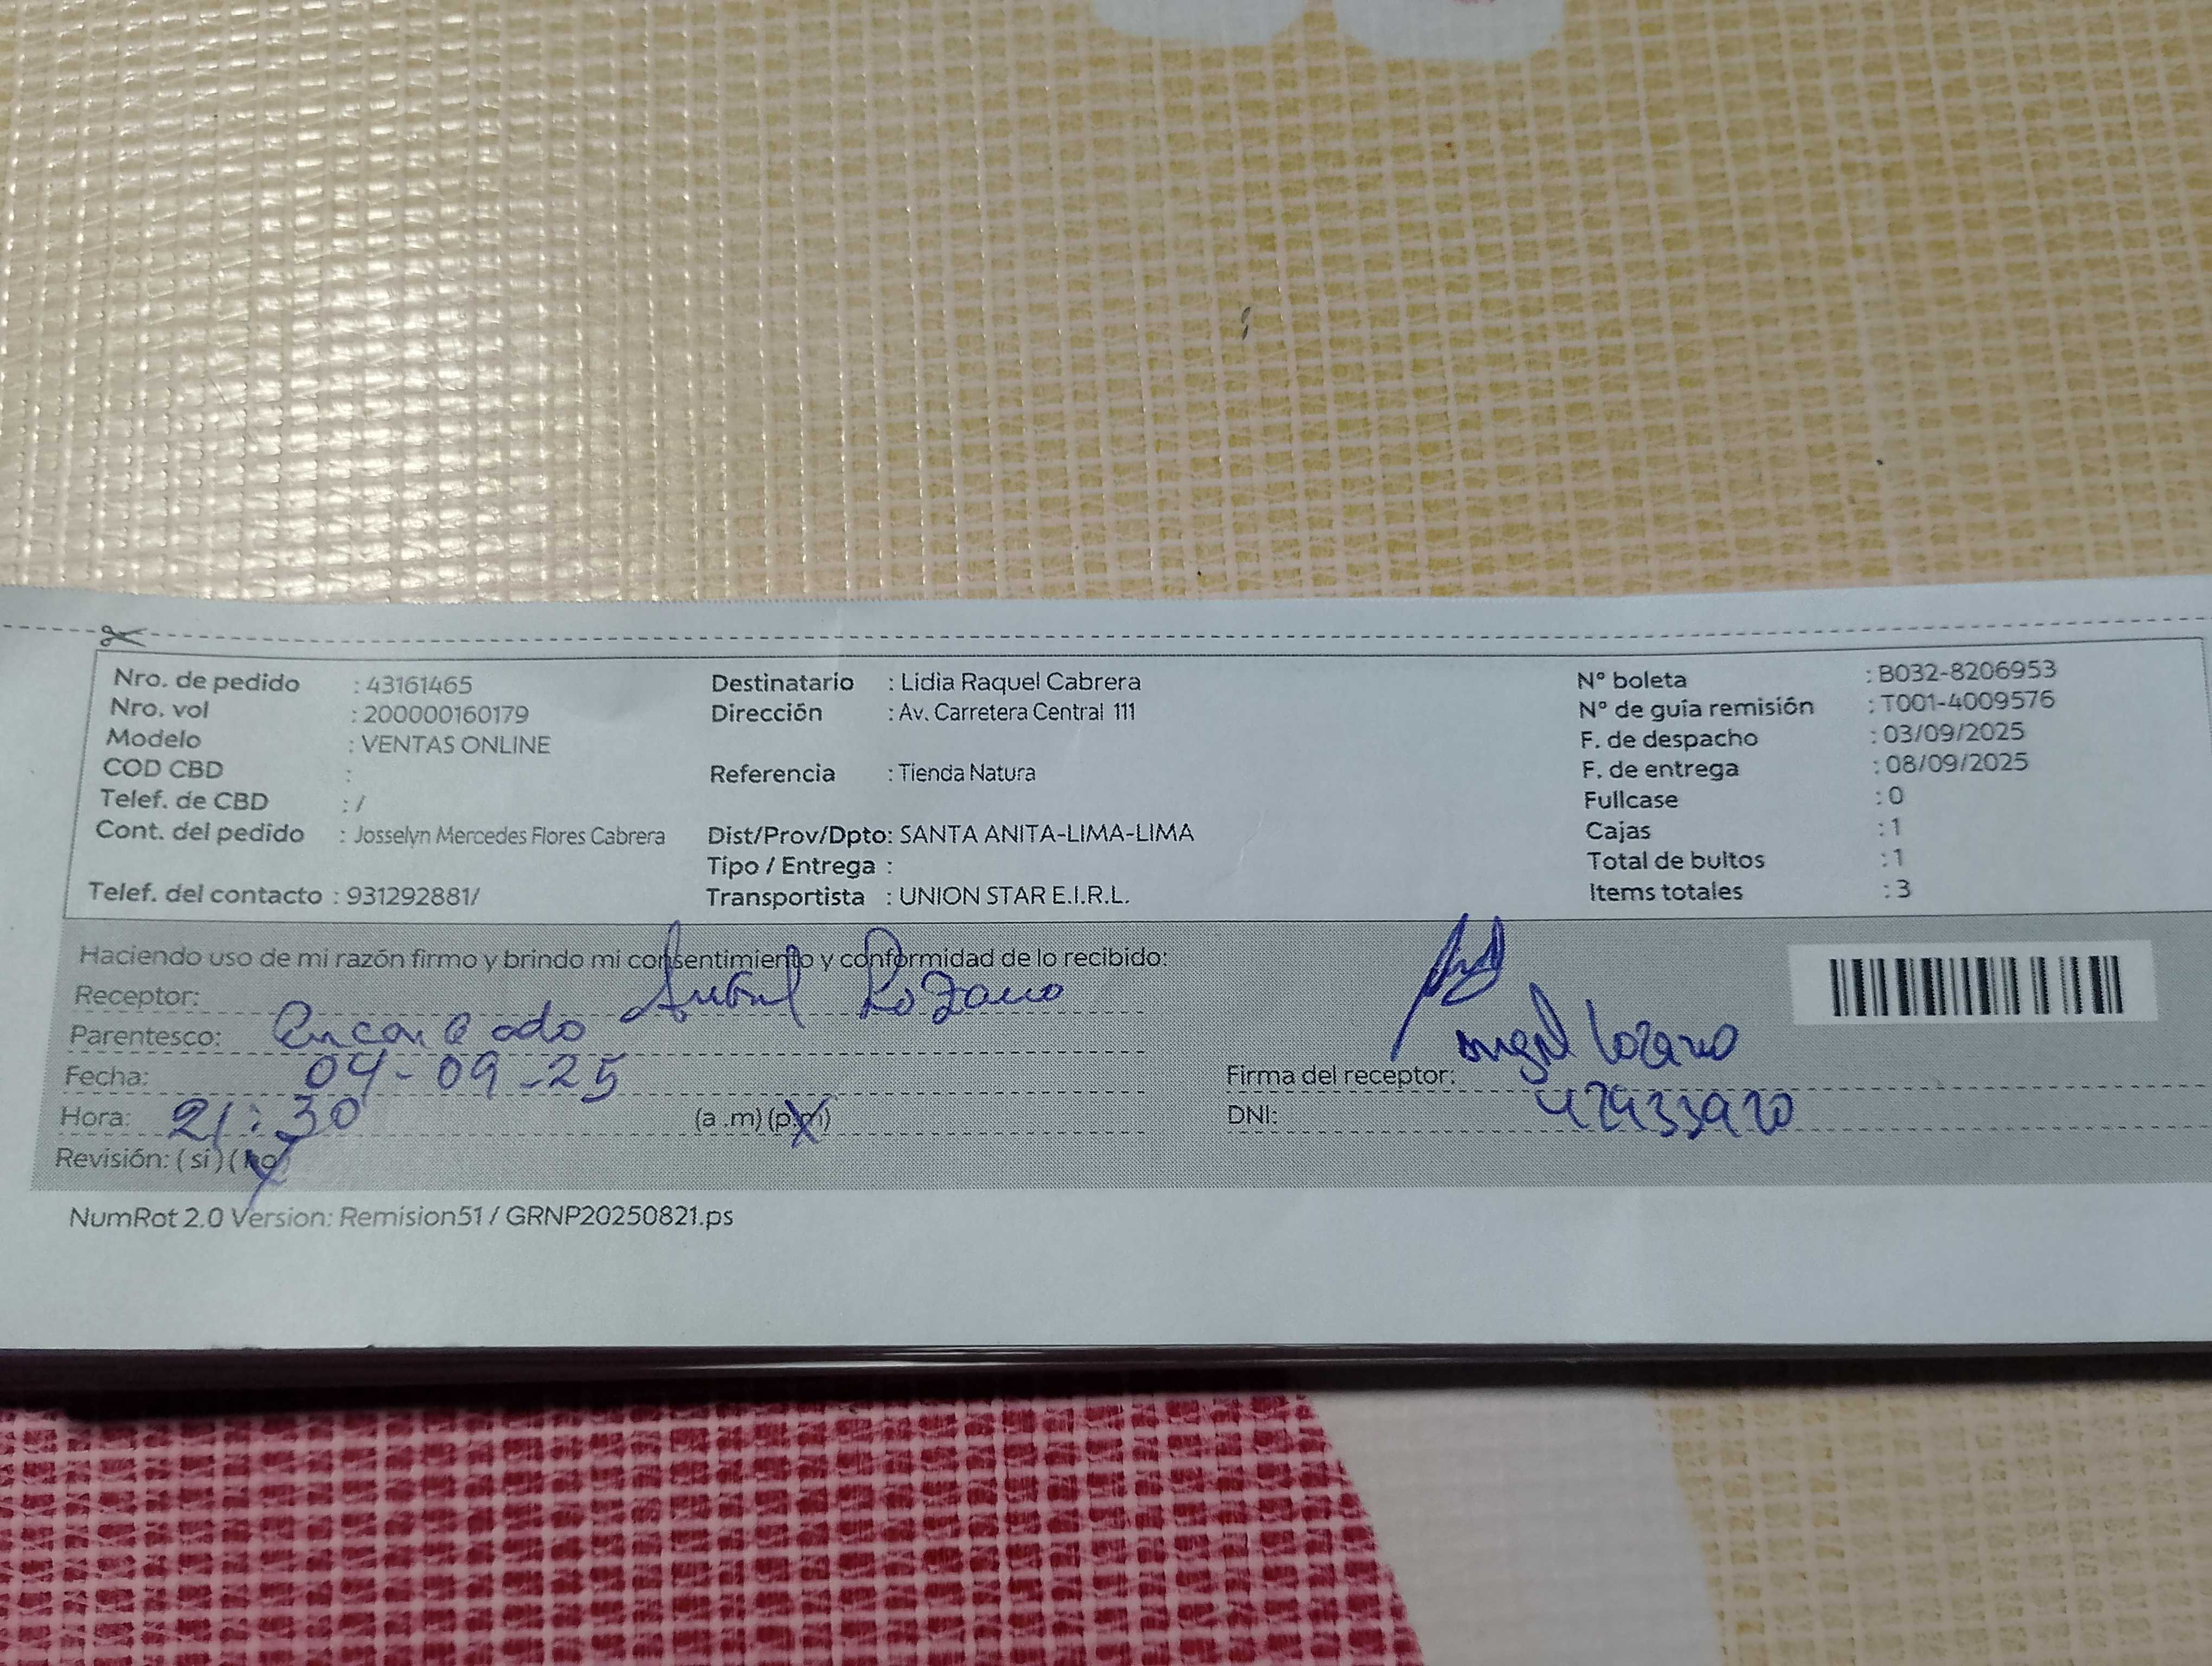 Nro. de pedido : 43161465 Destinatario : Lidia Raquel Cabrera N° boleta : B032-8206953
Nro. vol : 200000160179 Dirección : Av. Carretera Central 111 N° de guía remisión : T001-4009576
Modelo : VENTAS ONLINE F. de despacho : 03/09/2025
COD CBD : Referencia : Tienda Natura F. de entrega : 08/09/2025
Telef. de CBD : / Fullcase : 0
Cont. del pedido : Josselyn Mercedes Flores Cabrera Dist/Prov/Dpto: SANTA ANITA-LIMA-LIMA Cajas : 1
Tipo / Entrega : Total de bultos : 1
Telef. del contacto : 931292881/ Transportista : UNION STAR E.I.R.L. Items totales : 3
Haciendo uso de mi razón firmo y brindo mi consentimiento y conformidad de lo recibido:
Receptor: Lozano
Parentesco: encargado
Fecha: 04-09-25 Firma del receptor: Angel Lozano
Hora: 21:30 (a.m) (p.m) DNI:
Revisión: (si) (no)
NumRot 2.0 Version: Remision51 / GRNP20250821.ps